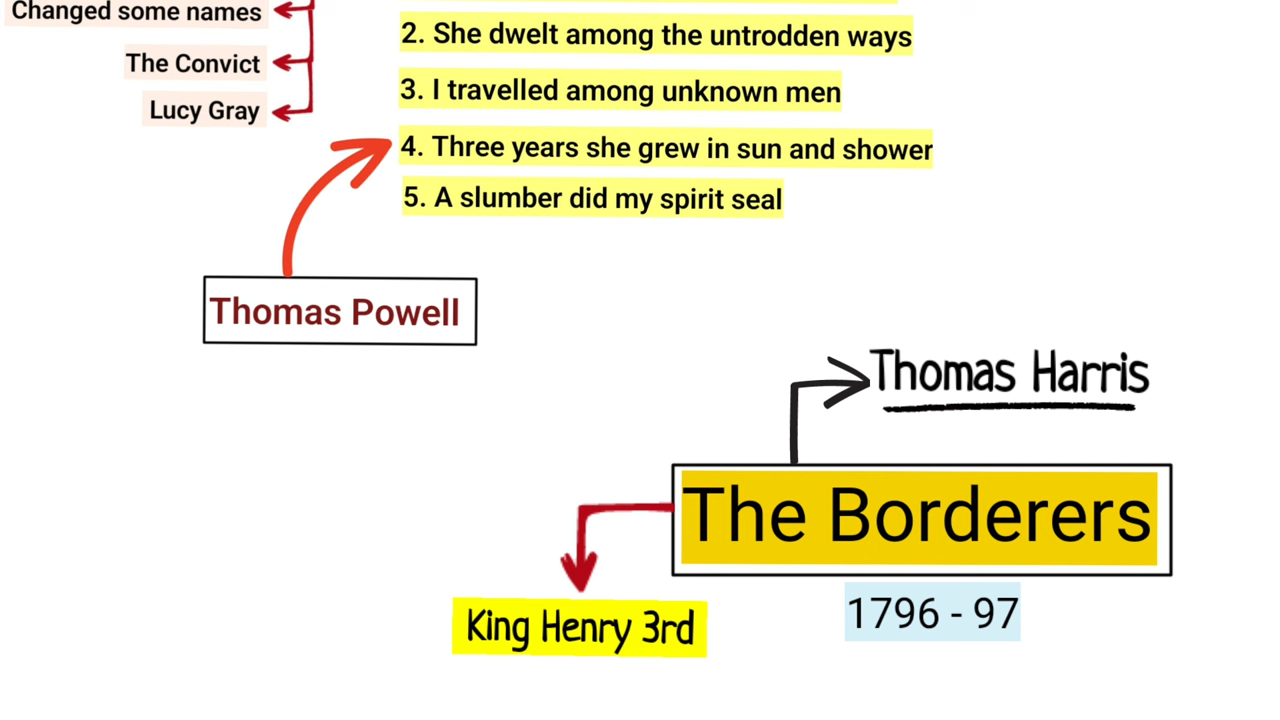 Changed some names
The Convict
Lucy Gray
2. She dwelt among the untrodden ways
3. I travelled among unknown men
4. Three years she grew in sun and shower
5. A slumber did my spirit seal
Thomas Powell
Thomas Harris
The Borderers
King Henry 3rd
1796 - 97